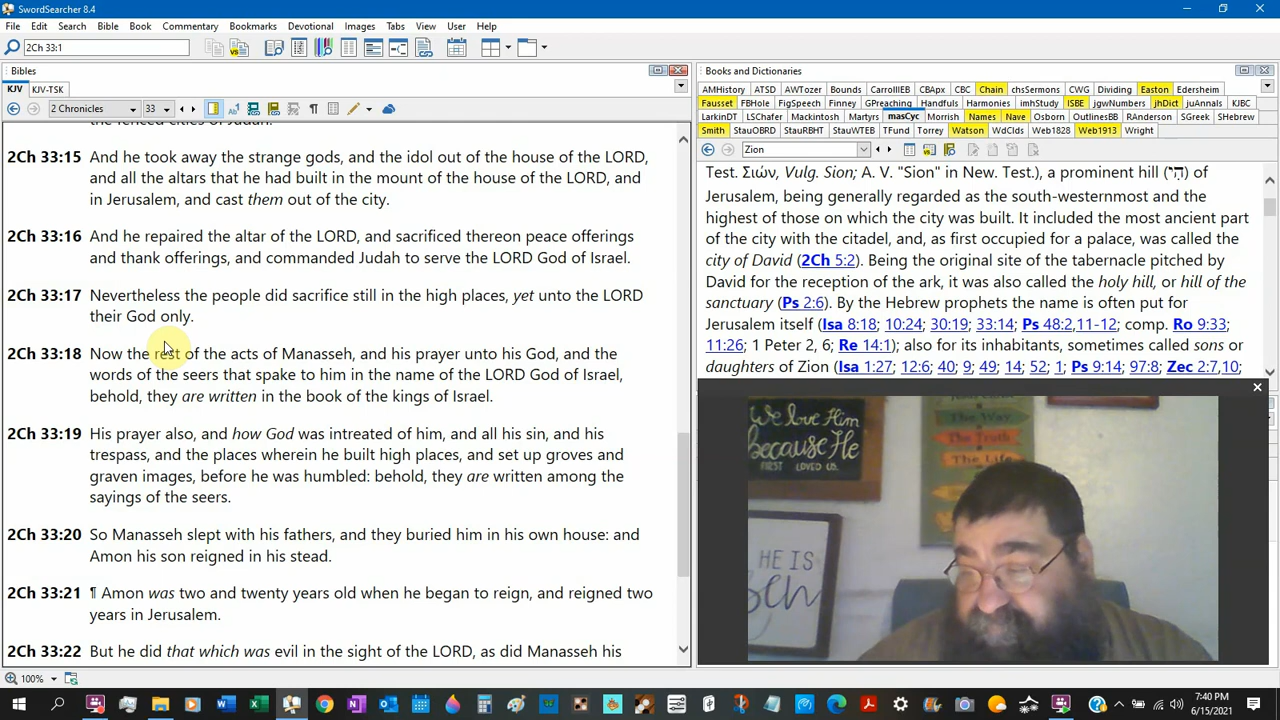 SwordSearcher 8.4
File Edit Search Bible Book Commentary Bookmarks Devotional Images Tabs View User Help
2Ch 33:1
Bibles
KJV KJV-TSK
2 Chronicles 33
the fenced cities of Judah.
2Ch 33:15 And he took away the strange gods, and the idol out of the house of the LORD,
and all the altars that he had built in the mount of the house of the LORD, and
in Jerusalem, and cast them out of the city.
2Ch 33:16 And he repaired the altar of the LORD, and sacrificed thereon peace offerings
and thank offerings, and commanded Judah to serve the LORD God of Israel.
2Ch 33:17 Nevertheless the people did sacrifice still in the high places, yet unto the LORD
their God only.
2Ch 33:18 Now the rest of the acts of Manasseh, and his prayer unto his God, and the
words of the seers that spake to him in the name of the LORD God of Israel,
behold, they are written in the book of the kings of Israel.
2Ch 33:19 His prayer also, and how God was intreated of him, and all his sin, and his
trespass, and the places wherein he built high places, and set up groves and
graven images, before he was humbled: behold, they are written among the
sayings of the seers.
2Ch 33:20 So Manasseh slept with his fathers, and they buried him in his own house: and
Amon his son reigned in his stead.
2Ch 33:21 ¶ Amon was two and twenty years old when he began to reign, and reigned two
years in Jerusalem.
2Ch 33:22 But he did that which was evil in the sight of the LORD, as did Manasseh his
100%
Books and Dictionaries
AMHistory ATSD AWTozer Bounds CarrollIEB CBApx CBC Chain chsSermons CWG Dividing Easton Edersheim
Fausset FBHole FigSpeech Finney GPreaching Handfuls Harmonies imhStudy ISBE jgwNumbers jhDict juAnnals KJBC
LarkinDT LSChafer Mackintosh Martyrs masCyc Morrish Names Nave Osborn OutlinesBB RAnderson SGreek SHebrew
Smith StauOBRD StauRBHT StauWTEB TFund Torrey Watson WdClds Web1828 Web1913 Wright
Zion
Test. Σιών, Vulg. Sion; A. V. "Sion" in New. Test.), a prominent hill (הַי) of
Jerusalem, being generally regarded as the south-westernmost and the
highest of those on which the city was built. It included the most ancient part
of the city with the citadel, and, as first occupied for a palace, was called the
city of David (2Ch 5:2). Being the original site of the tabernacle pitched by
David for the reception of the ark, it was also called the holy hill, or hill of the
sanctuary (Ps 2:6). By the Hebrew prophets the name is often put for
Jerusalem itself (Isa 8:18; 10:24; 30:19; 33:14; Ps 48:2,11-12; comp. Ro 9:33;
11:26; 1 Peter 2, 6; Re 14:1); also for its inhabitants, sometimes called sons or
daughters of Zion (Isa 1:27; 12:6; 40; 9; 49; 14; 52; 1; Ps 9:14; 97:8; Zec 2:7,10;
We love Him
because He
FIRST LOVED US.
The Way
The Truth
The Life
HE IS
7:40 PM
6/15/2021